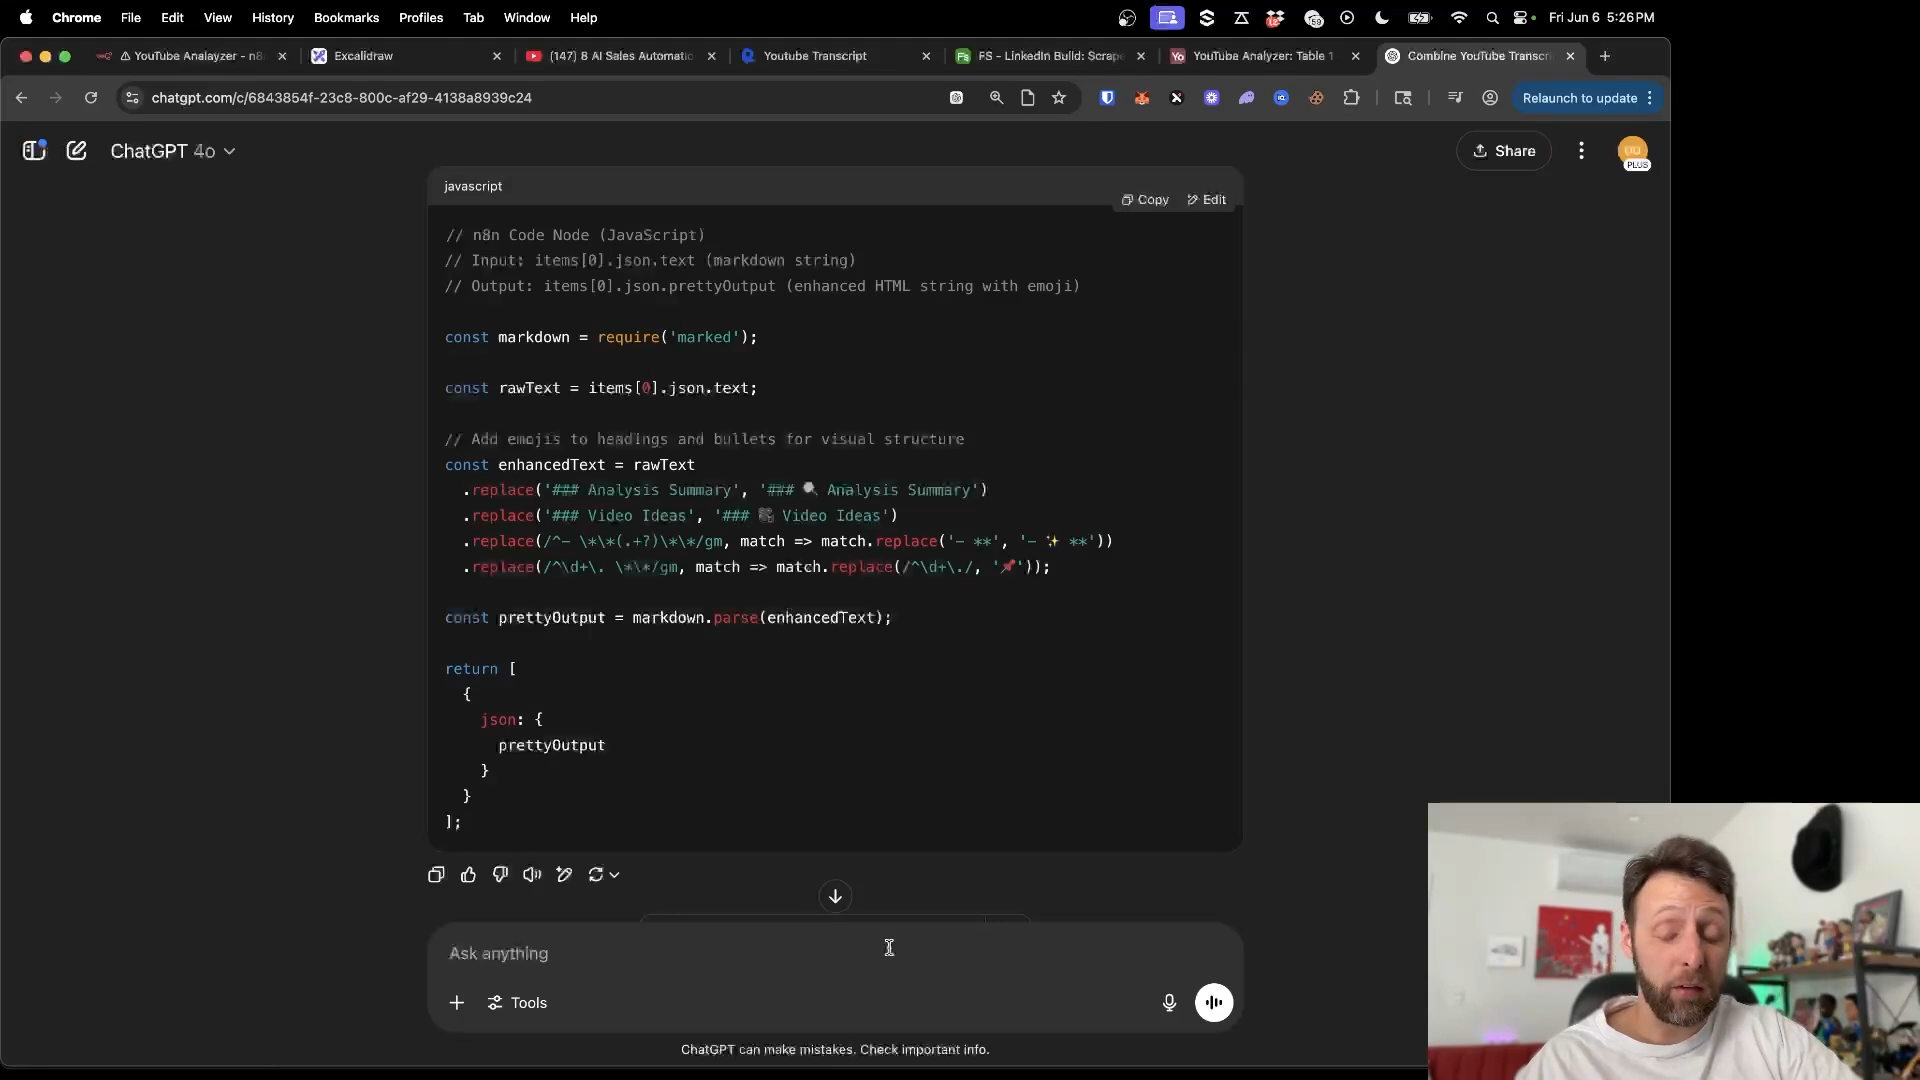 Chrome File Edit View History Bookmarks Profiles Tab Window Help
Fri Jun 6 5:26 PM
YouTube Analayzer - n8
Excalidraw
(147) 8 AI Sales Automatio
Youtube Transcript
FS - LinkedIn Build: Scrape
YouTube Analyzer: Table 1
Combine YouTube Transcri
chatgpt.com/c/6843854f-23c8-800c-af29-4138a8939c24
Relaunch to update
ChatGPT 4o
Share
PLUS
javascript
Copy Edit
// n8n Code Node (JavaScript)
// Input: items[0].json.text (markdown string)
// Output: items[0].json.prettyOutput (enhanced HTML string with emoji)
const markdown = require('marked');
const rawText = items[0].json.text;
// Add emojis to headings and bullets for visual structure
const enhancedText = rawText
.replace('### Analysis Summary', '### 🔍 Analysis Summary')
.replace('### Video Ideas', '### 🎥 Video Ideas')
.replace(/^- \*\*(.+?)\*\*/gm, match => match.replace('- **', '- ✨ **'))
.replace(/^\d+\. \*\*/gm, match => match.replace(/^\d+\./, '📌'));
const prettyOutput = markdown.parse(enhancedText);
return [
{
json: {
prettyOutput
}
}
];
Ask anything
Tools
ChatGPT can make mistakes. Check important info.